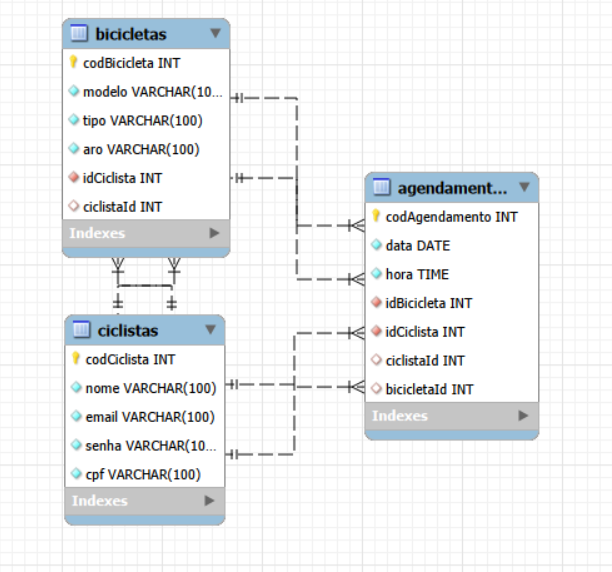 bicicletas
codBicicleta INT
modelo VARCHAR(10...
tipo VARCHAR(100)
aro VARCHAR(100)
idCiclista INT
ciclistaId INT
Indexes
agendament...
codAgendamento INT
data DATE
hora TIME
idBicicleta INT
idCiclista INT
ciclistaId INT
bicicletaId INT
Indexes
ciclistas
codCiclista INT
nome VARCHAR(100)
email VARCHAR(100)
senha VARCHAR(10...
cpf VARCHAR(100)
Indexes